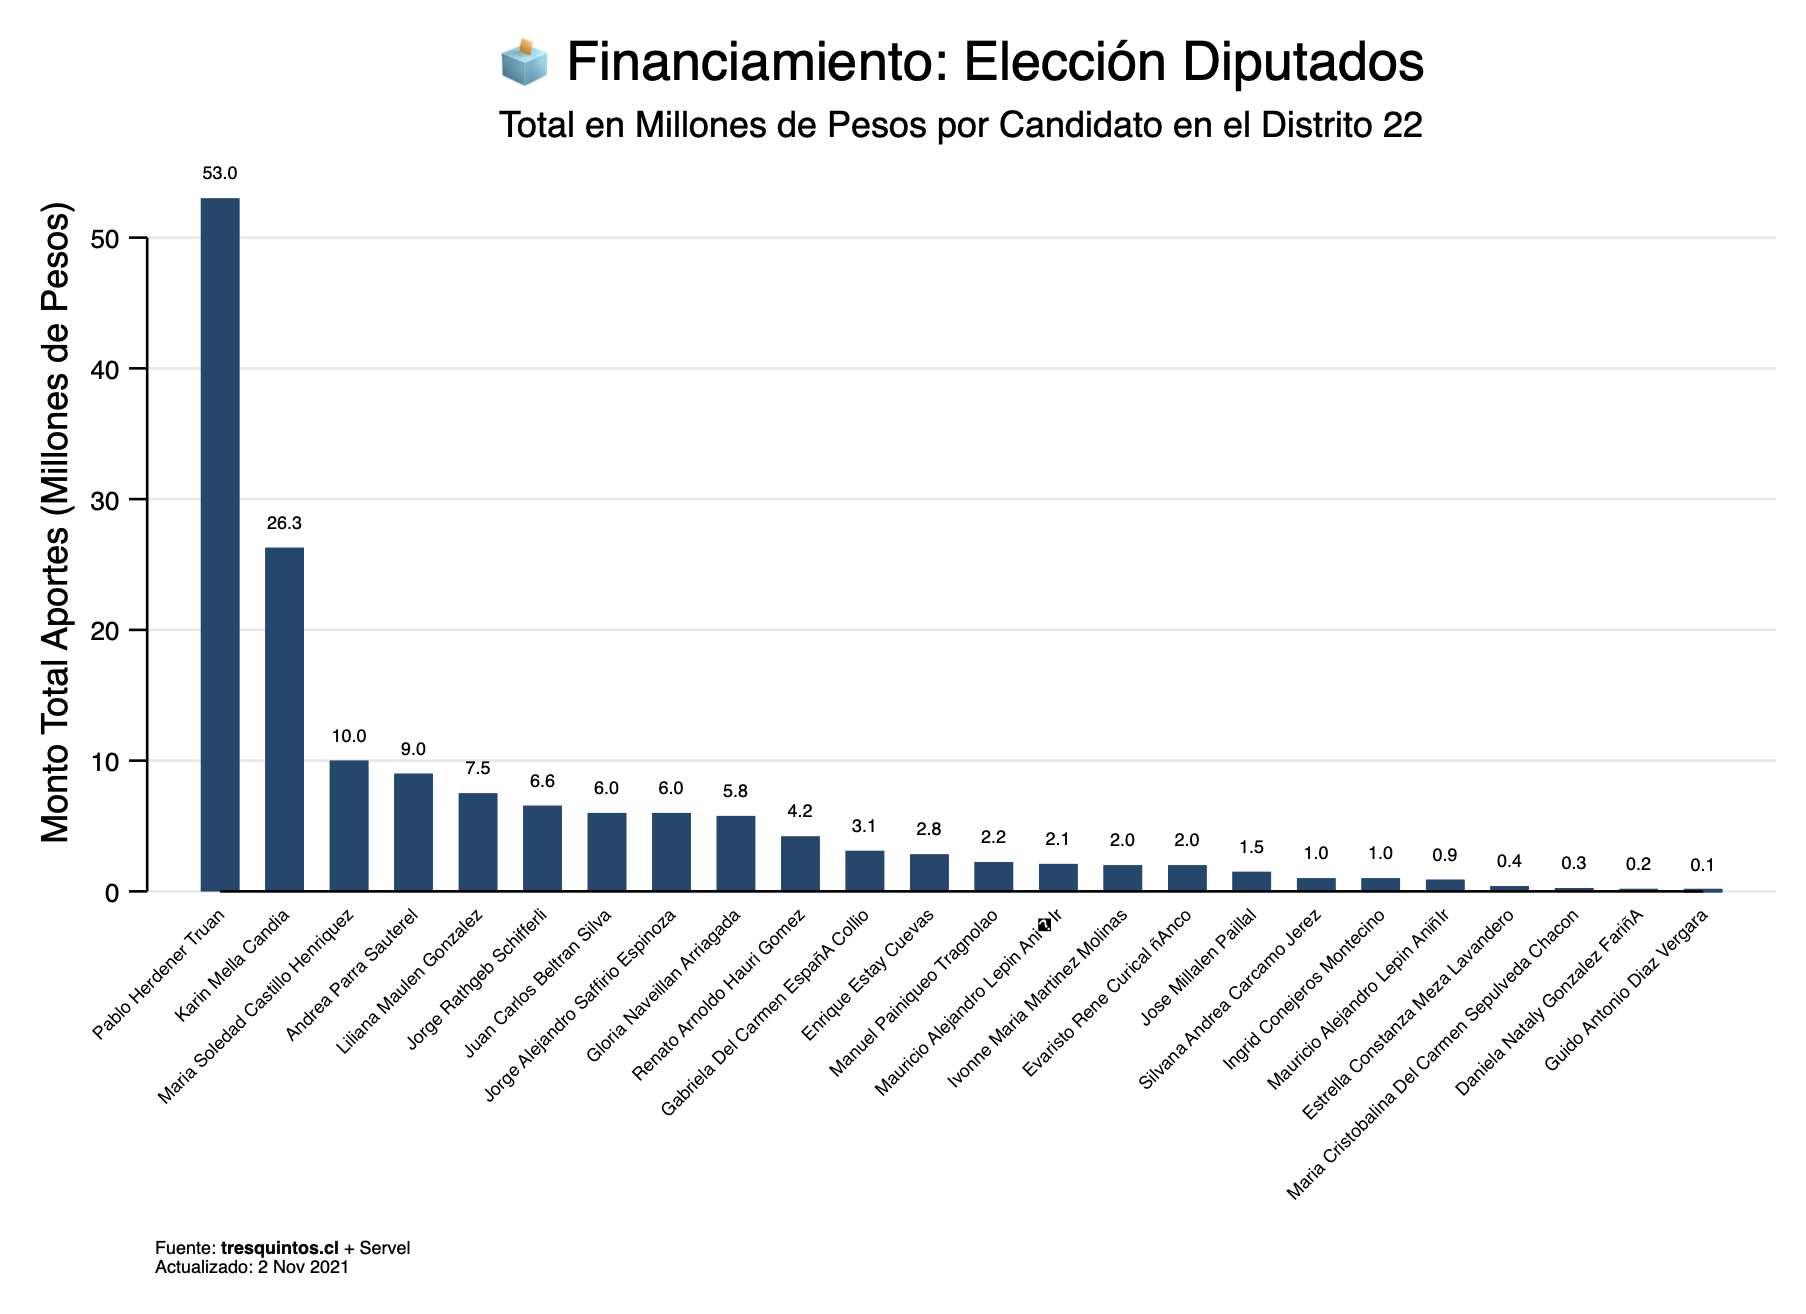 Financiamiento: Elección Diputados
Total en Millones de Pesos por Candidato en el Distrito 22
Monto Total Aportes (Millones de Pesos)
50
40
30
20
10
0
53.0
26.3
10.0
9.0
7.5
6.6
6.0
6.0
5.8
4.2
3.1
2.8
2.2
2.1
2.0
2.0
1.5
1.0
1.0
0.9
0.4
0.3
0.2
0.1
Pablo Herdener Truan
Karin Mella Candia
Maria Soledad Castillo Henriquez
Andrea Parra Sauterel
Liliana Maulen Gonzalez
Jorge Rathgeb Schifferli
Juan Carlos Beltran Silva
Jorge Alejandro Saffirio Espinoza
Gloria Naveillan Arriagada
Renato Arnoldo Hauri Gomez
Gabriela Del Carmen EspañA Collio
Enrique Estay Cuevas
Manuel Painiqueo Tragnolao
Mauricio Alejandro Lepin Ani�Ir
Ivonne Maria Martinez Molinas
Evaristo Rene Curical ñAnco
Jose Millalen Paillal
Silvana Andrea Carcamo Jerez
Ingrid Conejeros Montecino
Mauricio Alejandro Lepin AniñIr
Estrella Constanza Meza Lavandero
Maria Cristobalina Del Carmen Sepulveda Chacon
Daniela Nataly Gonzalez FariñA
Guido Antonio Diaz Vergara
Fuente: tresquintos.cl + Servel
Actualizado: 2 Nov 2021